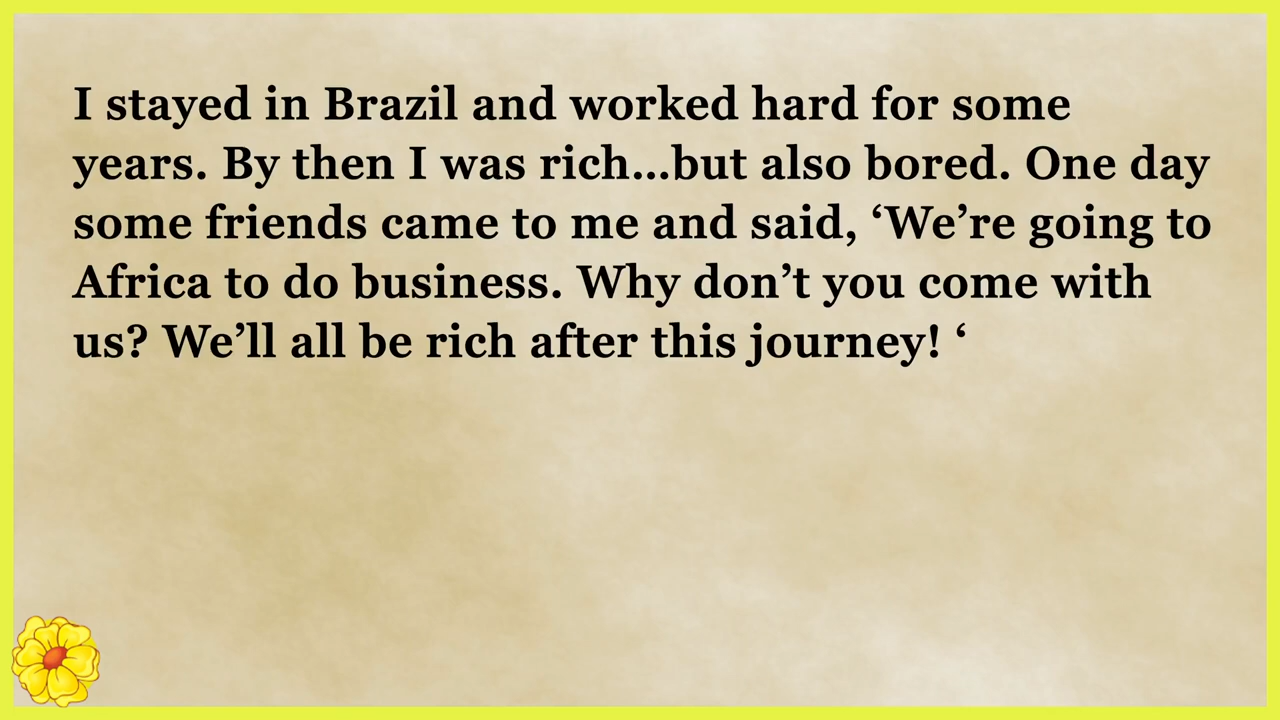 I stayed in Brazil and worked hard for some
years. By then I was rich...but also bored. One day
some friends came to me and said, ‘We’re going to
Africa to do business. Why don’t you come with
us? We’ll all be rich after this journey! ‘